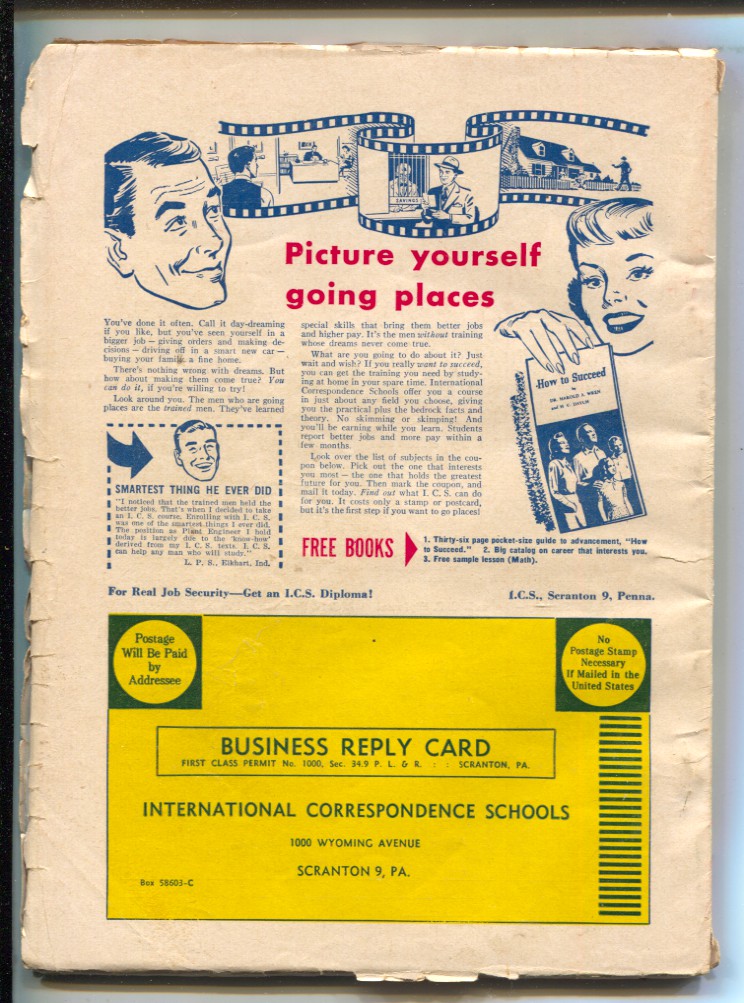 SAVINGS
Picture yourself
going places
You've done it often. Call it day-dreaming
if you like, but you've seen yourself in a
bigger job — giving orders and making de-
cisions — driving off in a smart new car —
buying your family a fine home.
There's nothing wrong with dreams. But
how about making them come true? You
can do it, if you're willing to try!
Look around you. The men who are going
places are the trained men. They've learned
special skills that bring them better jobs
and higher pay. It's the men without training
whose dreams never come true.
What are you going to do about it? Just
wait and wish? If you really want to succeed,
you can get the training you need by study-
ing at home in your spare time. International
Correspondence Schools offer you a course
in just about any field you choose, giving
you the practical plus the bedrock facts and
theory. No skimming or skimping! And
you'll be earning while you learn. Students
report better jobs and more pay within a
few months.
Look over the list of subjects in the cou-
pon below. Pick out the one that interests
you most — the one that holds the greatest
future for you. Then mark the coupon, and
mail it today. Find out what I. C. S. can do
for you. It costs only a stamp or postcard,
but it's the first step if you want to go places!
How to Succeed
DR. HAROLD F.
and H. C.
SMARTEST THING HE EVER DID
"I noticed that the trained men held the
better jobs. That's when I decided to take
an I. C. S. course. Enrolling with I. C. S.
was one of the smartest things I ever did.
The position as Plant Engineer I hold
today is largely due to the 'know-how'
derived from my I. C. S. texts. I. C. S.
can help any man who will study."
L. P. S., Elkhart, Ind.
FREE BOOKS
1. Thirty-six page pocket-size guide to advancement, "How
to Succeed." 2. Big catalog on career that interests you.
3. Free sample lesson (Math).
For Real Job Security—Get an I.C.S. Diploma!
I.C.S., Scranton 9, Penna.
Postage
Will Be Paid
by
Addressee
No
Postage Stamp
Necessary
If Mailed in the
United States
BUSINESS REPLY CARD
FIRST CLASS PERMIT No. 1000, Sec. 34.9 P. L. & R. : : SCRANTON, PA.
INTERNATIONAL CORRESPONDENCE SCHOOLS
1000 WYOMING AVENUE
SCRANTON 9, PA.
Box 58603-C